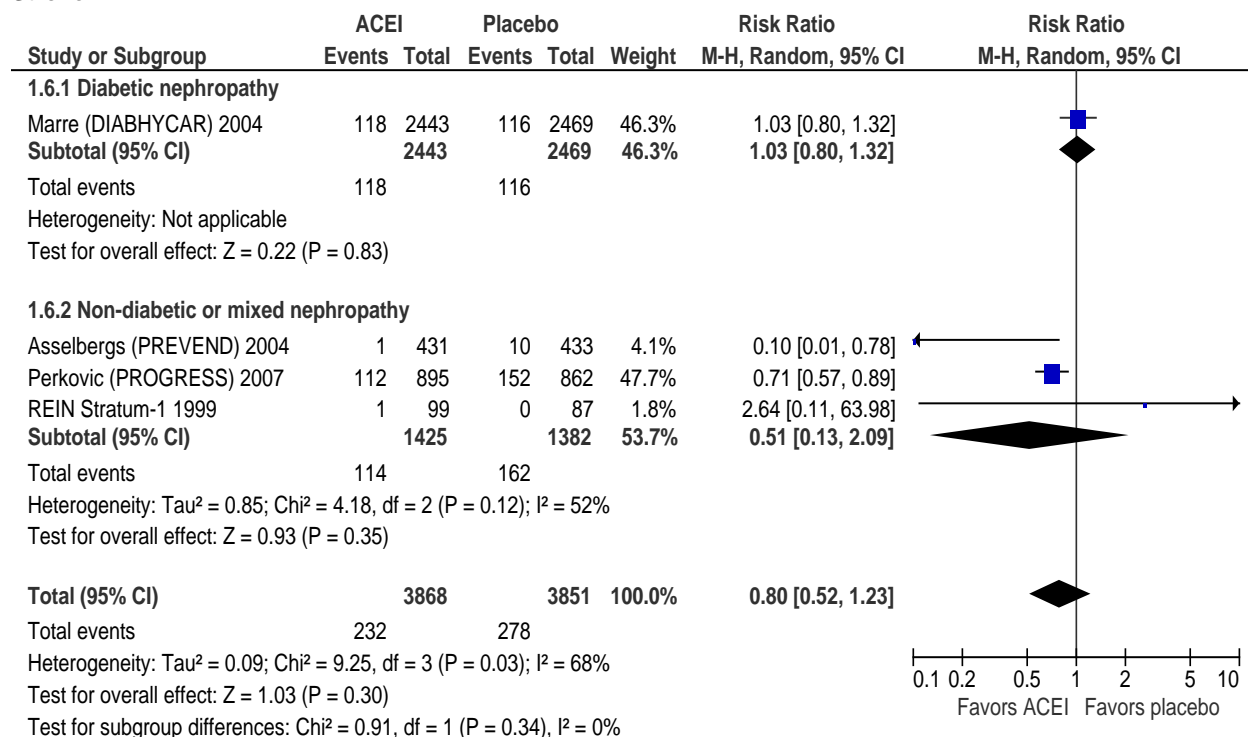 ACEI Placebo Risk Ratio Risk Ratio
Study or Subgroup Events Total Events Total Weight M-H, Random, 95% CI M-H, Random, 95% CI
1.6.1 Diabetic nephropathy
Marre (DIABHYCAR) 2004 118 2443 116 2469 46.3% 1.03 [0.80, 1.32]
Subtotal (95% CI) 2443 2469 46.3% 1.03 [0.80, 1.32]
Total events 118 116
Heterogeneity: Not applicable
Test for overall effect: Z = 0.22 (P = 0.83)
1.6.2 Non-diabetic or mixed nephropathy
Asselbergs (PREVEND) 2004 1 431 10 433 4.1% 0.10 [0.01, 0.78]
Perkovic (PROGRESS) 2007 112 895 152 862 47.7% 0.71 [0.57, 0.89]
REIN Stratum-1 1999 1 99 0 87 1.8% 2.64 [0.11, 63.98]
Subtotal (95% CI) 1425 1382 53.7% 0.51 [0.13, 2.09]
Total events 114 162
Heterogeneity: Tau² = 0.85; Chi² = 4.18, df = 2 (P = 0.12); I² = 52%
Test for overall effect: Z = 0.93 (P = 0.35)
Total (95% CI) 3868 3851 100.0% 0.80 [0.52, 1.23]
Total events 232 278
Heterogeneity: Tau² = 0.09; Chi² = 9.25, df = 3 (P = 0.03); I² = 68%
Test for overall effect: Z = 1.03 (P = 0.30)
Test for subgroup differences: Chi² = 0.91, df = 1 (P = 0.34), I² = 0%
0.1 0.2 0.5 1 2 5 10
Favors ACEI Favors placebo